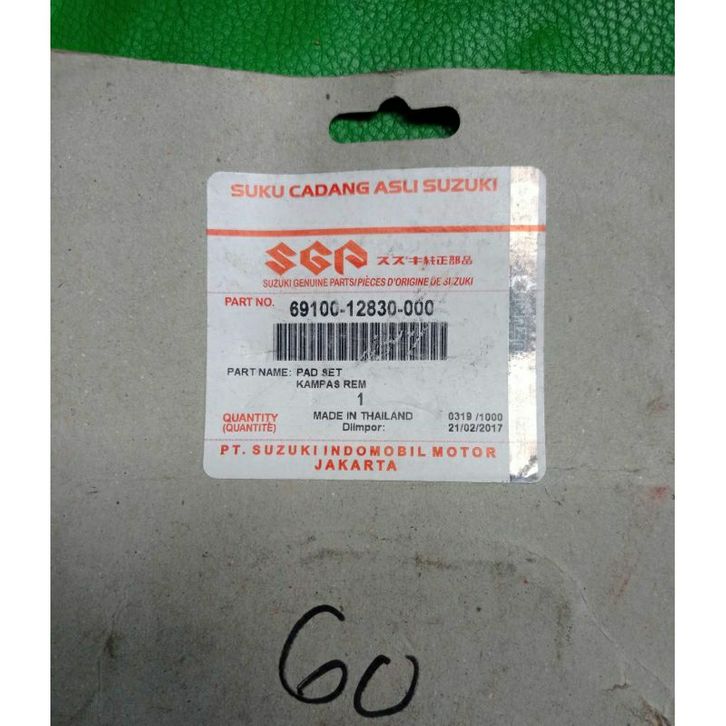 SUKU CADANG ASLI SUZUKI
SGP スズキ純正部品
SUZUKI GENUINE PARTS/PIÈCES D'ORIGINE DE SUZUKI
PART NO. 69100-12830-000
PART NAME: PAD SET
KAMPAS REM
1
QUANTITY MADE IN THAILAND 0319 /1000
(QUANTITÉ) Diimpor: 21/02/2017
PT. SUZUKI INDOMOBIL MOTOR
JAKARTA
60